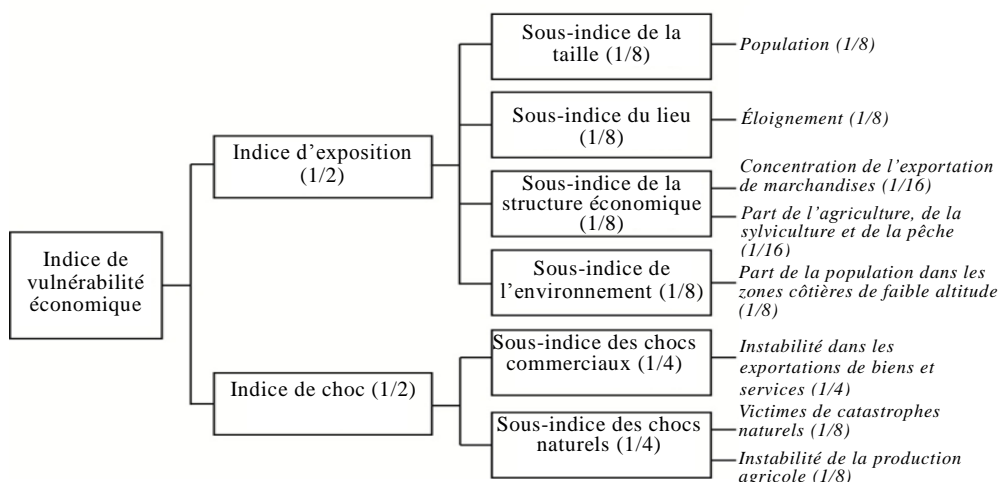 Indice de
vulnérabilité
économique
Indice d'exposition
(1/2)
Sous-indice de la
taille (1/8)
Population (1/8)
Sous-indice du lieu
(1/8)
Éloignement (1/8)
Sous-indice de la
structure économique
(1/8)
Concentration de l'exportation
de marchandises (1/16)
Part de l'agriculture, de la
sylviculture et de la pêche
(1/16)
Sous-indice de
l'environnement (1/8)
Part de la population dans les
zones côtières de faible altitude
(1/8)
Indice de choc (1/2)
Sous-indice des chocs
commerciaux (1/4)
Instabilité dans les
exportations de biens et
services (1/4)
Sous-indice des chocs
naturels (1/4)
Victimes de catastrophes
naturels (1/8)
Instabilité de la production
agricole (1/8)